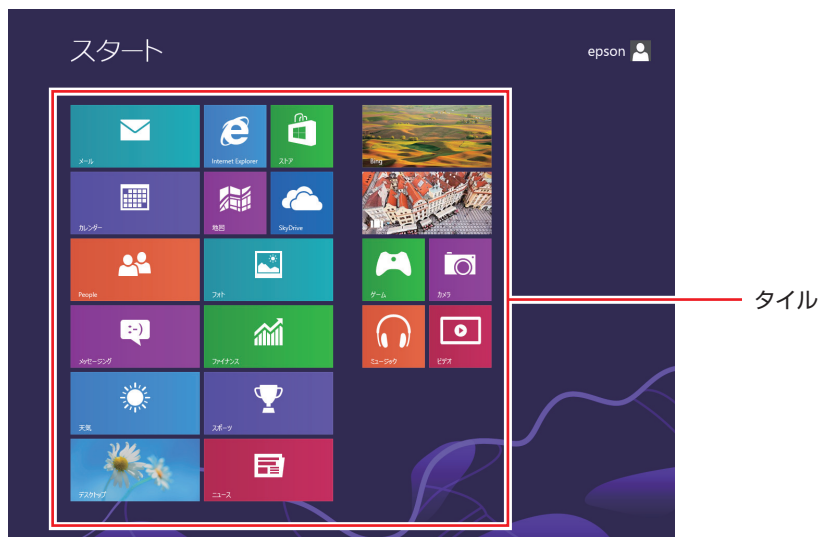 スタート
epson
メール
Internet Explorer
ストア
Bing
カレンダー
地図
SkyDrive
People
フォト
ゲーム
カメラ
メッセージング
:-)
ファイナンス
ミュージック
ビデオ
天気
スポーツ
デスクトップ
ニュース
タイル